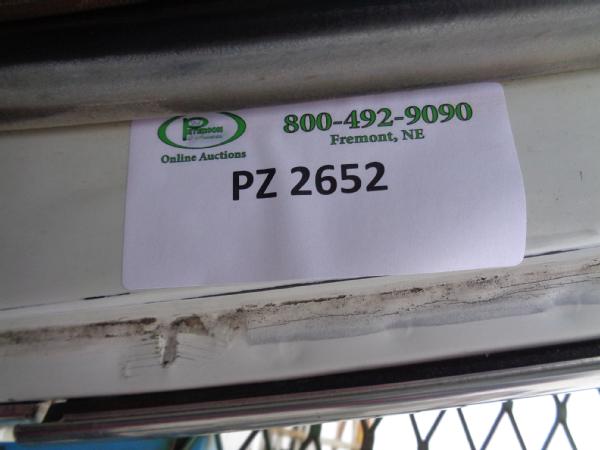 800-492-9090
Fremont, NE
Online Auctions
PZ 2652